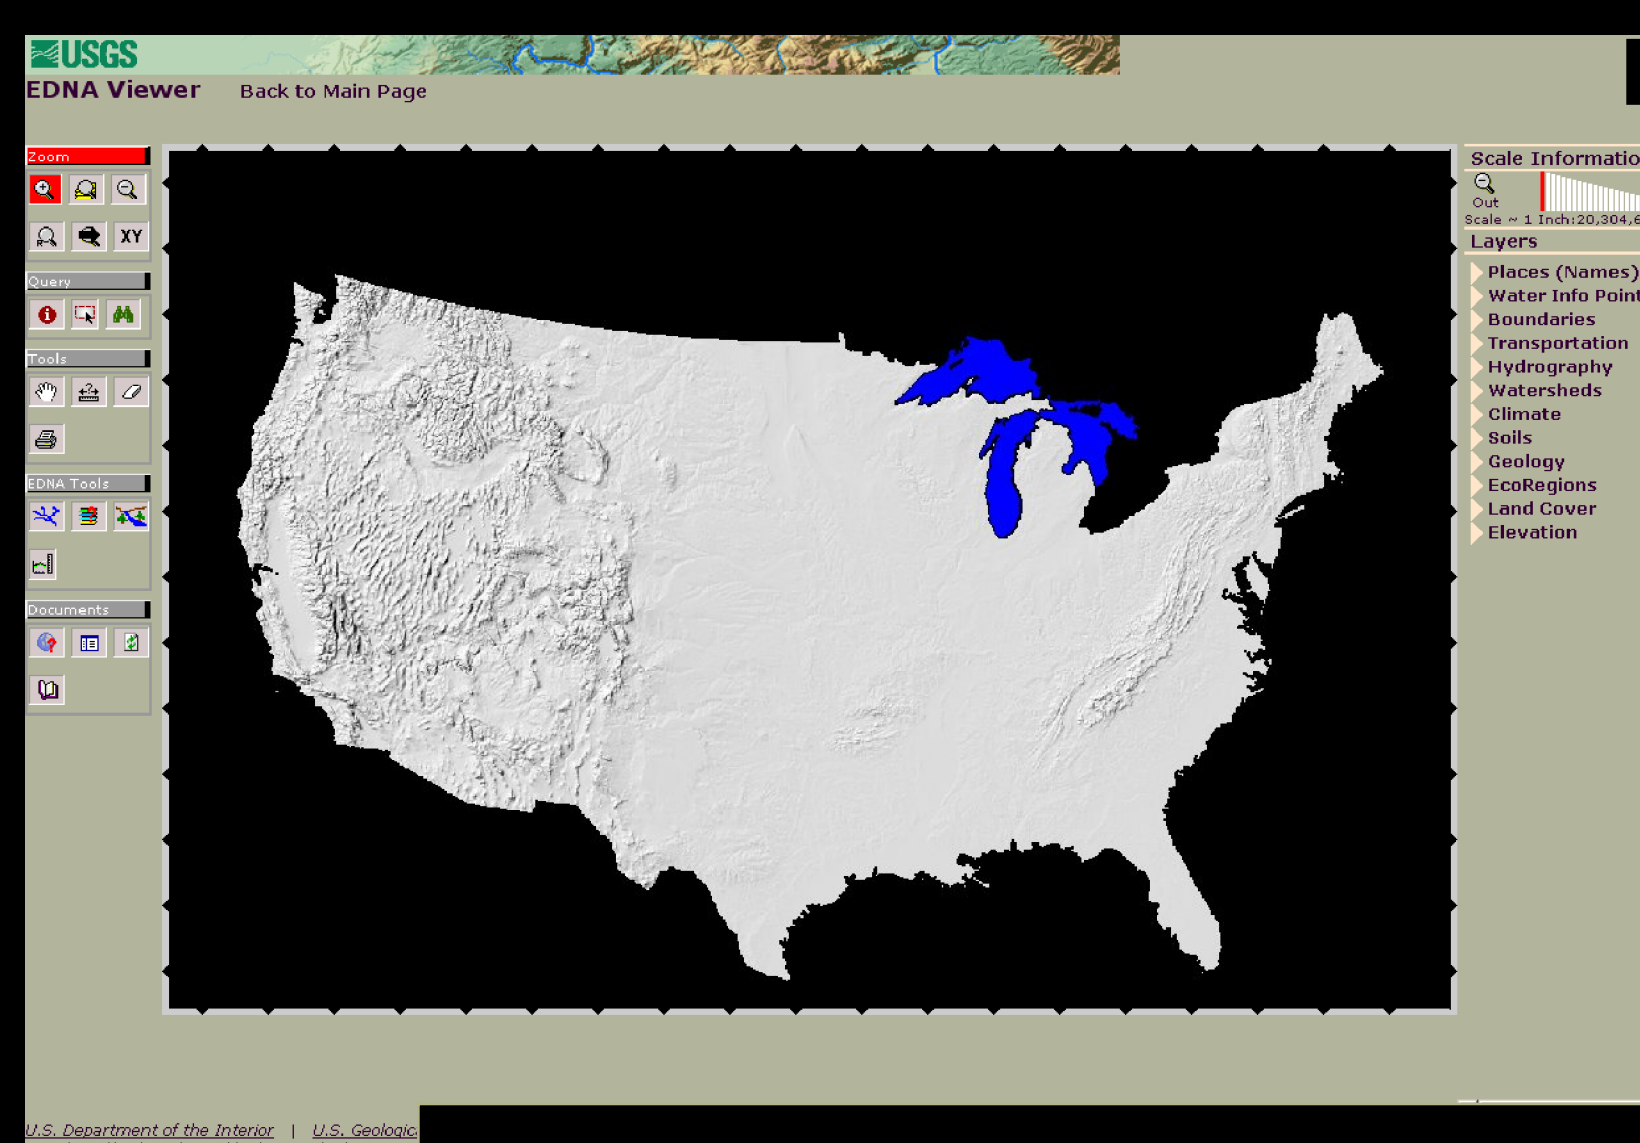 USGS
EDNA Viewer Back to Main Page
Zoom
XY
Query
Tools
EDNA Tools
Documents
Scale Informatio
Out
Scale ~ 1 Inch:20,304,6
Layers
Places (Names)
Water Info Point
Boundaries
Transportation
Hydrography
Watersheds
Climate
Soils
Geology
EcoRegions
Land Cover
Elevation
U.S. Department of the Interior | U.S. Geologic